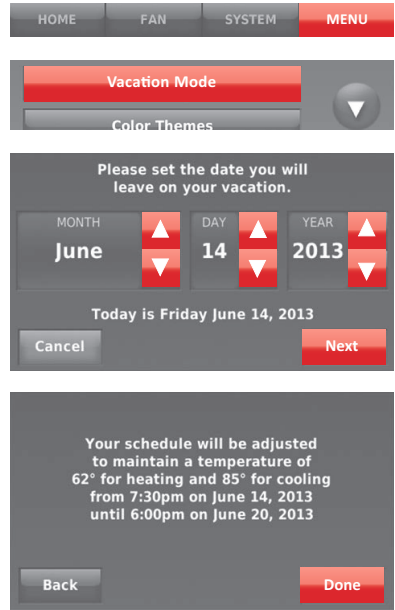 HOME FAN SYSTEM MENU
Vacation Mode
Color Themes
Please set the date you will
leave on your vacation.
MONTH DAY YEAR
June 14 2013
Today is Friday June 14, 2013
Cancel Next
Your schedule will be adjusted
to maintain a temperature of
62° for heating and 85° for cooling
from 7:30pm on June 14, 2013
until 6:00pm on June 20, 2013
Back Done